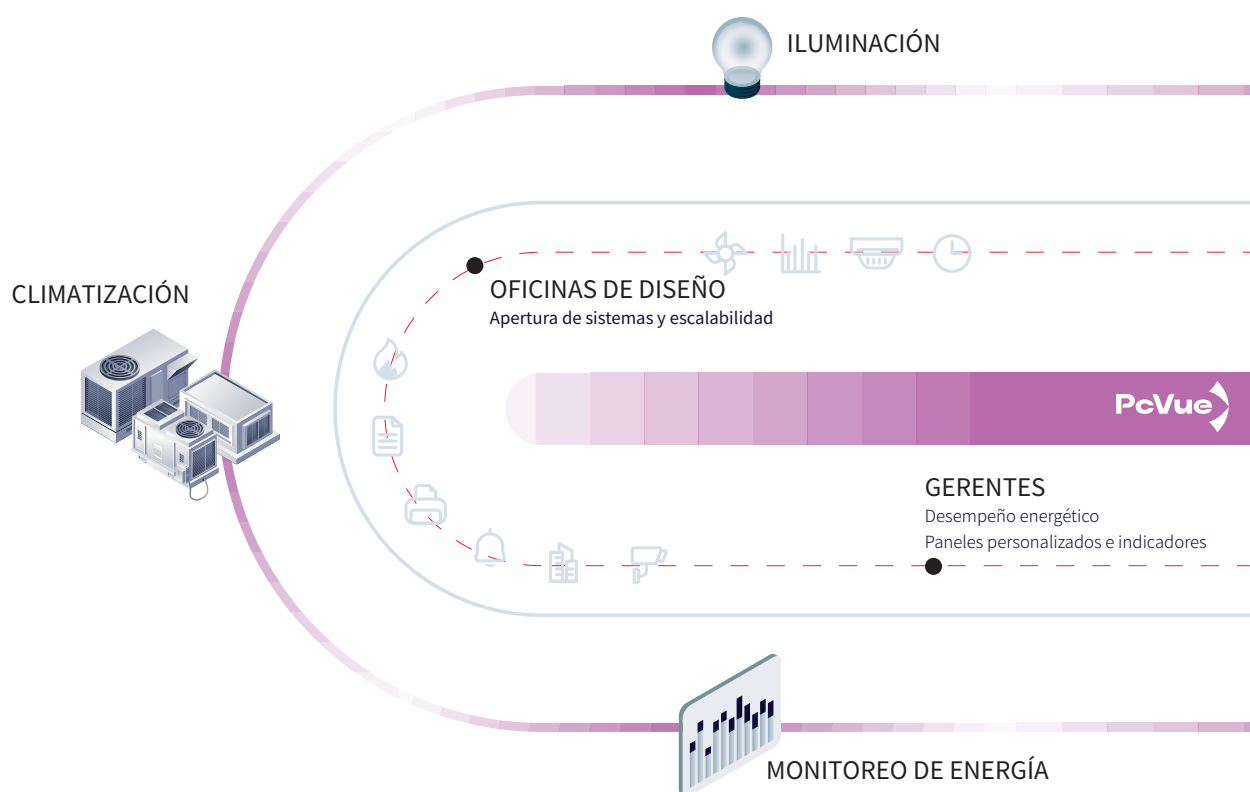 ILUMINACIÓN
CLIMATIZACIÓN
OFICINAS DE DISEÑO
Apertura de sistemas y escalabilidad
PcVue
GERENTES
Desempeño energético
Paneles personalizados e indicadores
MONITOREO DE ENERGÍA